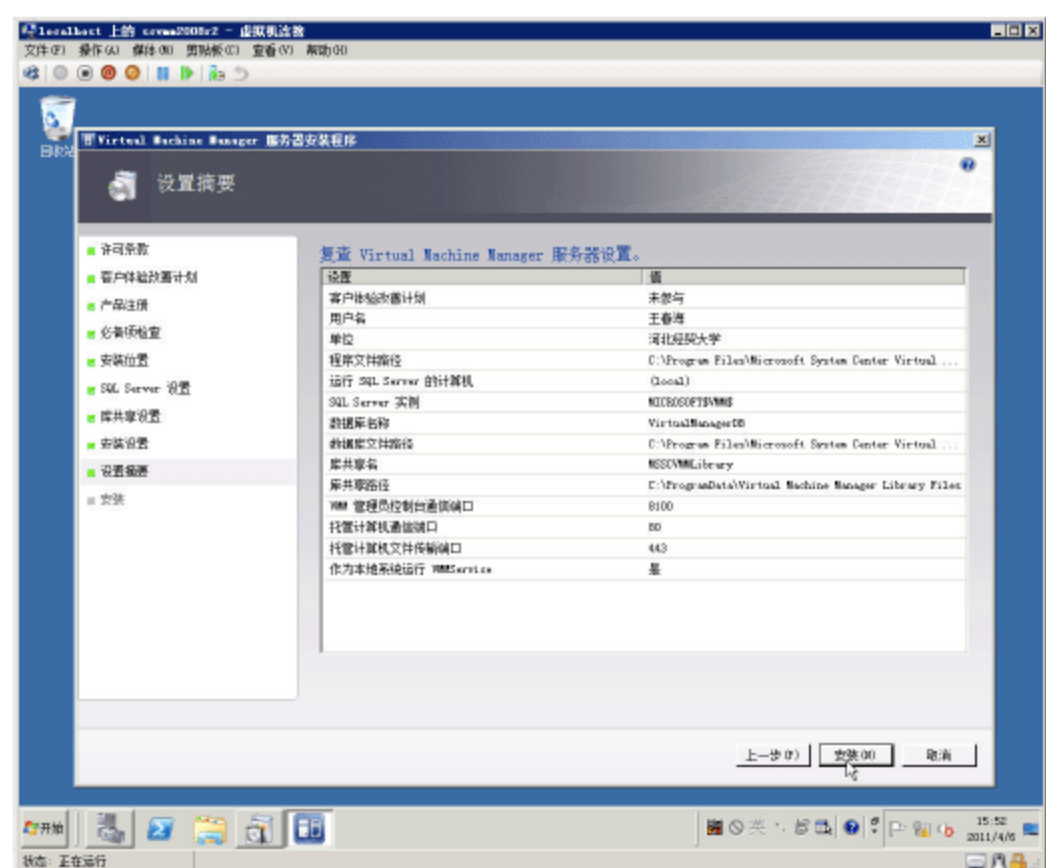 localhost 上的 scvmm2008r2 - 虚拟机连接
文件(F) 操作(A) 媒体(M) 剪贴板(C) 查看(V) 帮助(H)
回收站
Virtual Machine Manager 服务器安装程序
设置摘要
许可条款
客户体验改善计划
产品注册
必备项检查
安装位置
SQL Server 设置
库共享设置
安装设置
设置摘要
安装
复查 Virtual Machine Manager 服务器设置。
设置 值
客户体验改善计划 未参与
用户名 王春海
单位 河北经贸大学
程序文件路径 C:\Program Files\Microsoft System Center Virtual ...
运行 SQL Server 的计算机 (local)
SQL Server 实例 MICROSOFT$VMM$
数据库名称 VirtualManagerDB
数据库文件路径 C:\Program Files\Microsoft System Center Virtual ...
库共享名 MSSCVMMLibrary
库共享路径 C:\ProgramData\Virtual Machine Manager Library Files
VMM 管理员控制台通信端口 8100
托管计算机通信端口 80
托管计算机文件传输端口 443
作为本地系统运行 VMMService 是
上一步(P) 安装(N) 取消
开始 英 15:52
2011/4/6
状态: 正在运行